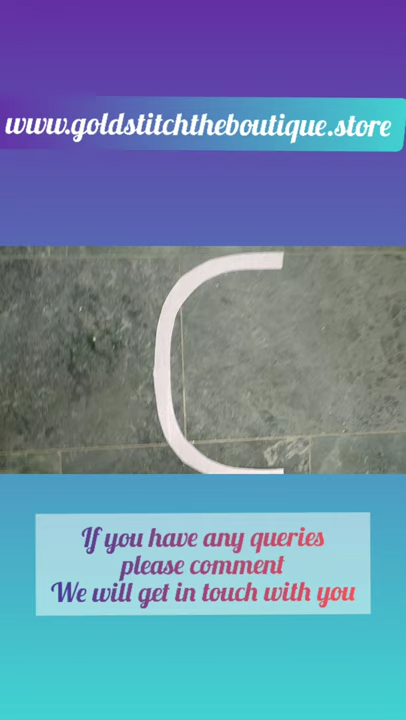 www.goldstitchtheboutique.store
If you have any queries
please comment
We will get in touch with you